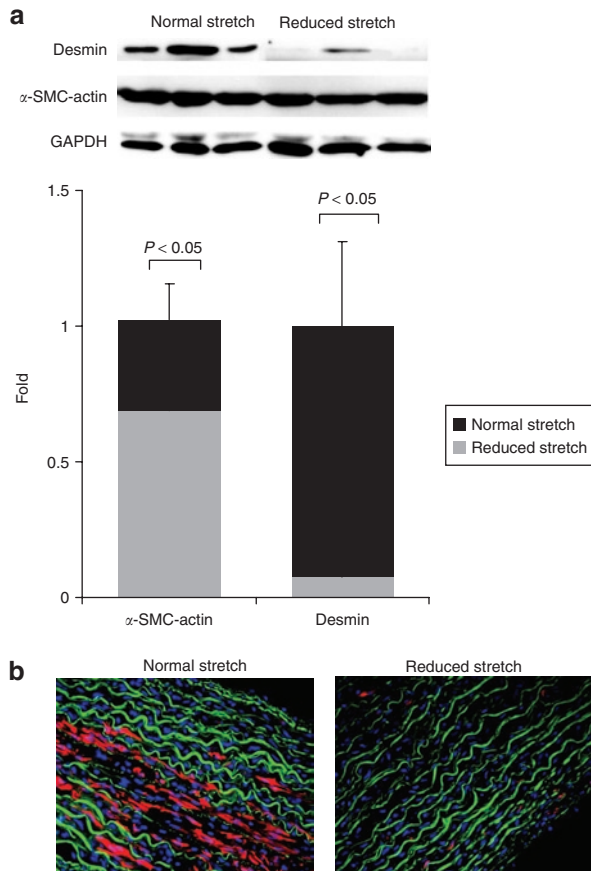 a
Normal stretch Reduced stretch
Desmin
α-SMC-actin
GAPDH
1.5
P < 0.05
P < 0.05
1
Fold
0.5
0
Normal stretch
Reduced stretch
α-SMC-actin Desmin
b
Normal stretch Reduced stretch